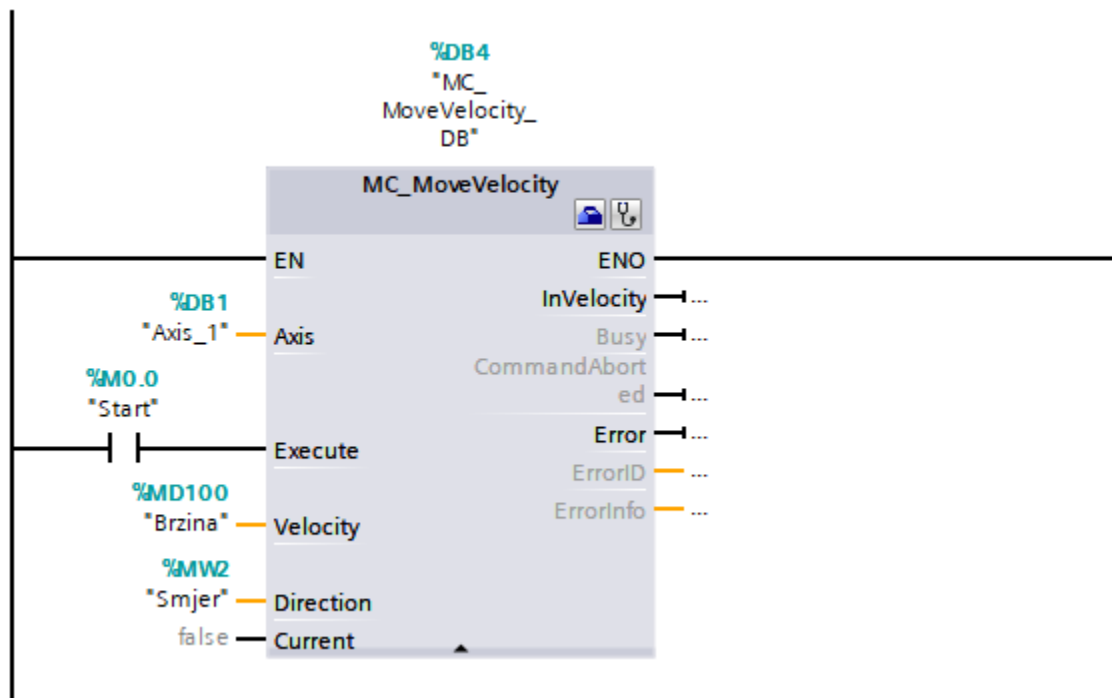 %DB4
"MC_
MoveVelocity_
DB"
MC_MoveVelocity
EN
ENO
InVelocity ...
%DB1
"Axis_1"
Axis
Busy ...
CommandAbort
ed ...
%M0.0
"Start"
Execute
Error ...
ErrorID ...
%MD100
"Brzina"
Velocity
ErrorInfo ...
%MW2
"Smjer"
Direction
false
Current